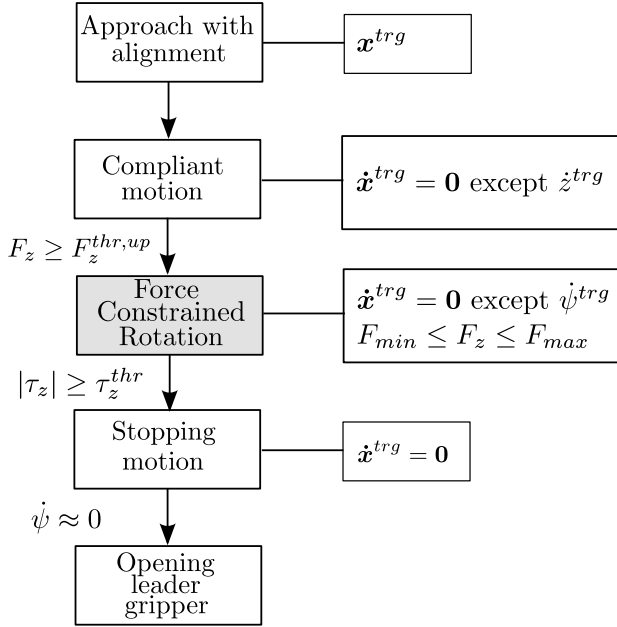 Approach with
alignment
𝒙^{trg}
Compliant
motion
𝒙̇^{trg} = 𝟎 except ż^{trg}
F_z ≥ F_z^{thr,up}
Force
Constrained
Rotation
𝒙̇^{trg} = 𝟎 except ψ̇^{trg}
F_{min} ≤ F_z ≤ F_{max}
|τ_z| ≥ τ_z^{thr}
Stopping
motion
𝒙̇^{trg} = 𝟎
ψ̇ ≈ 0
Opening
leader
gripper